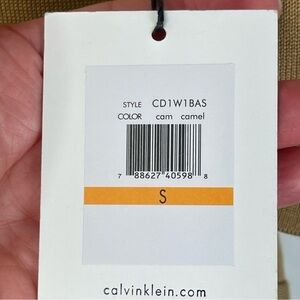 STYLE CD1W1BAS
COLOR cam camel
7 88627 40598 8
S
calvinklein.com